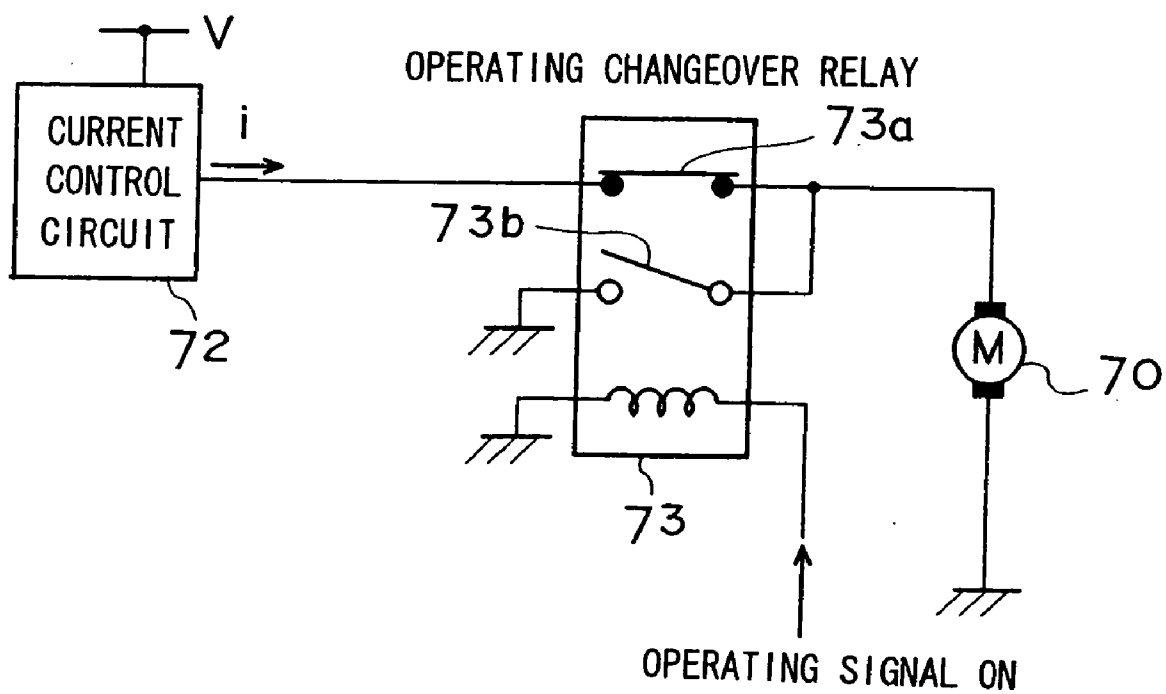 V
OPERATING CHANGEOVER RELAY
CURRENT
CONTROL
CIRCUIT
i
73a
73b
72
M
70
73
OPERATING SIGNAL ON